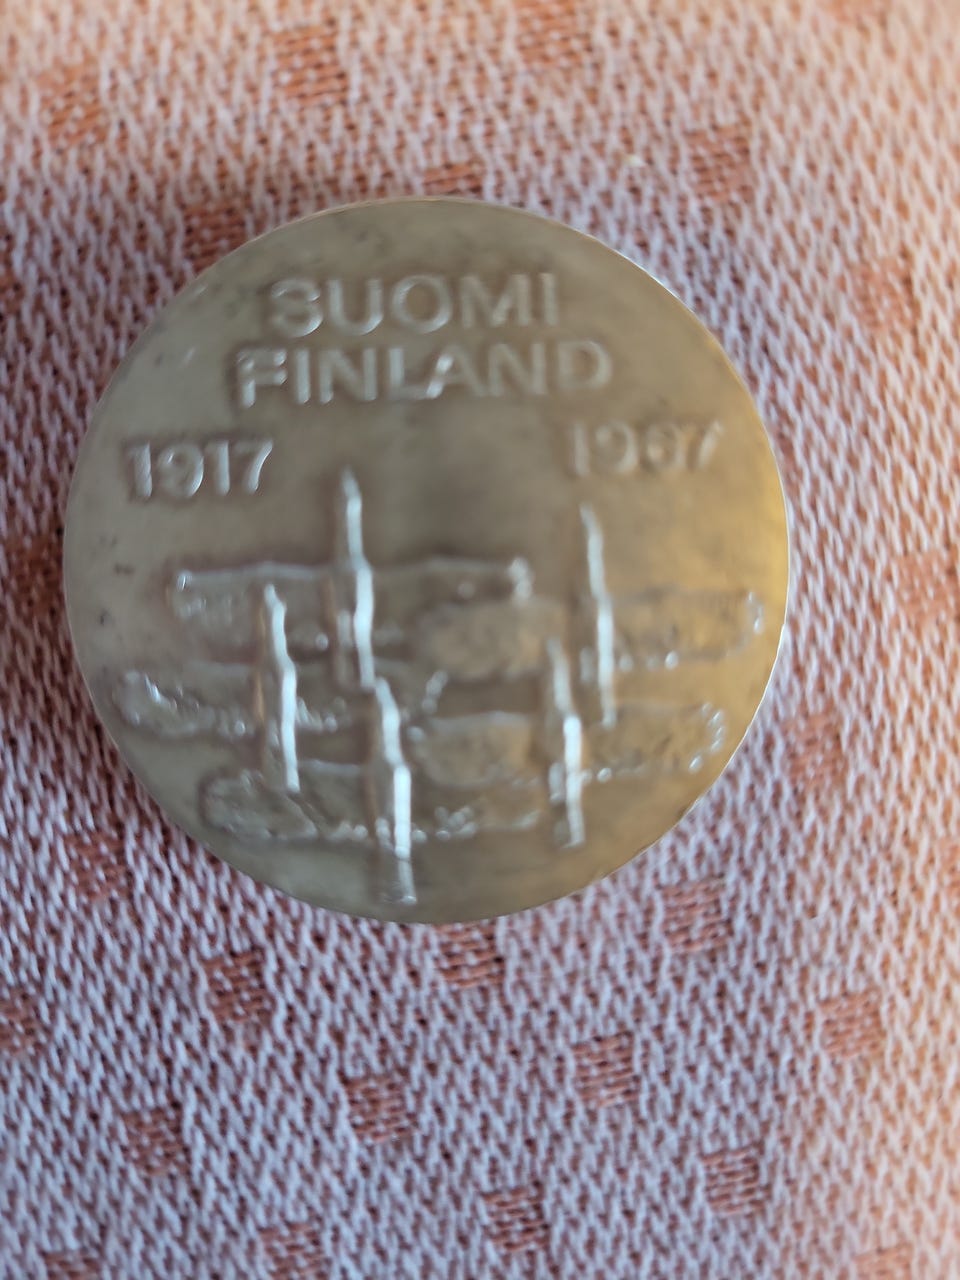 SUOMI
FINLAND
1917 1967